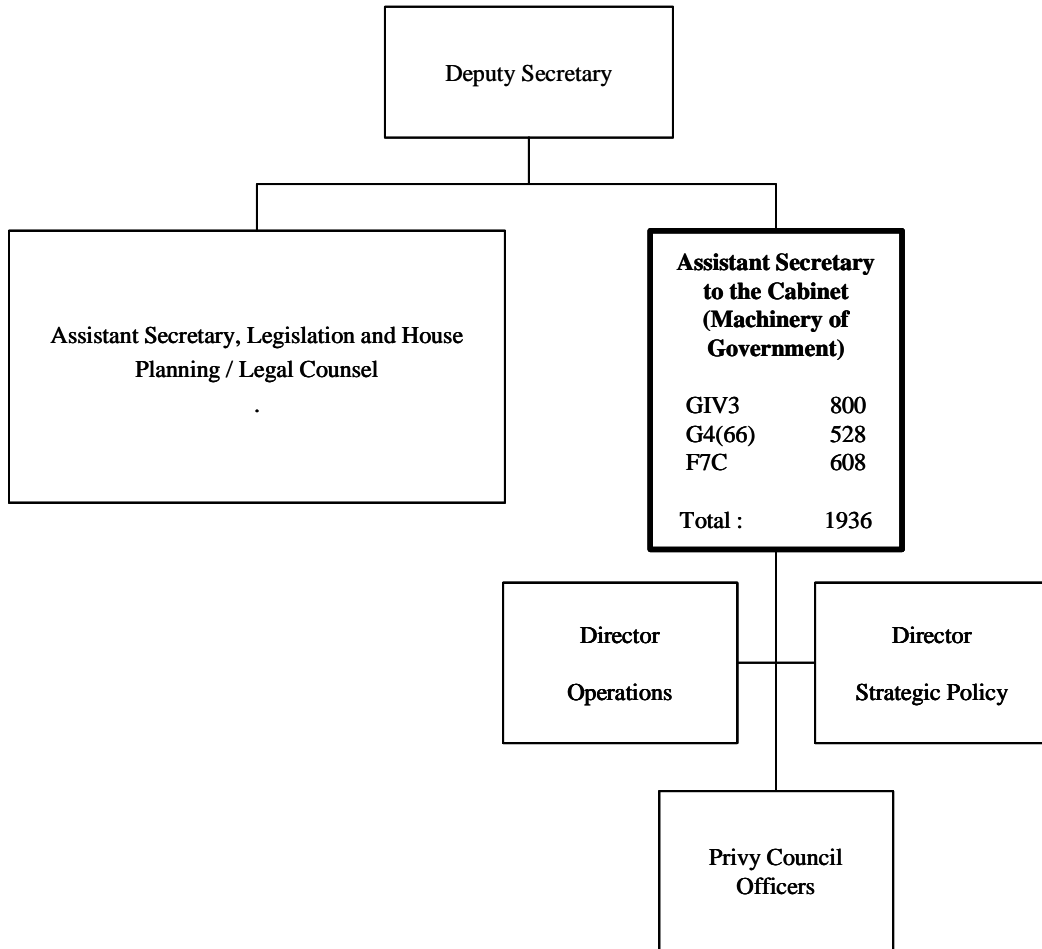 Deputy Secretary
Assistant Secretary, Legislation and House
Planning / Legal Counsel
.
Assistant Secretary
to the Cabinet
(Machinery of
Government)
GIV3 800
G4(66) 528
F7C 608
Total : 1936
Director
Operations
Director
Strategic Policy
Privy Council
Officers